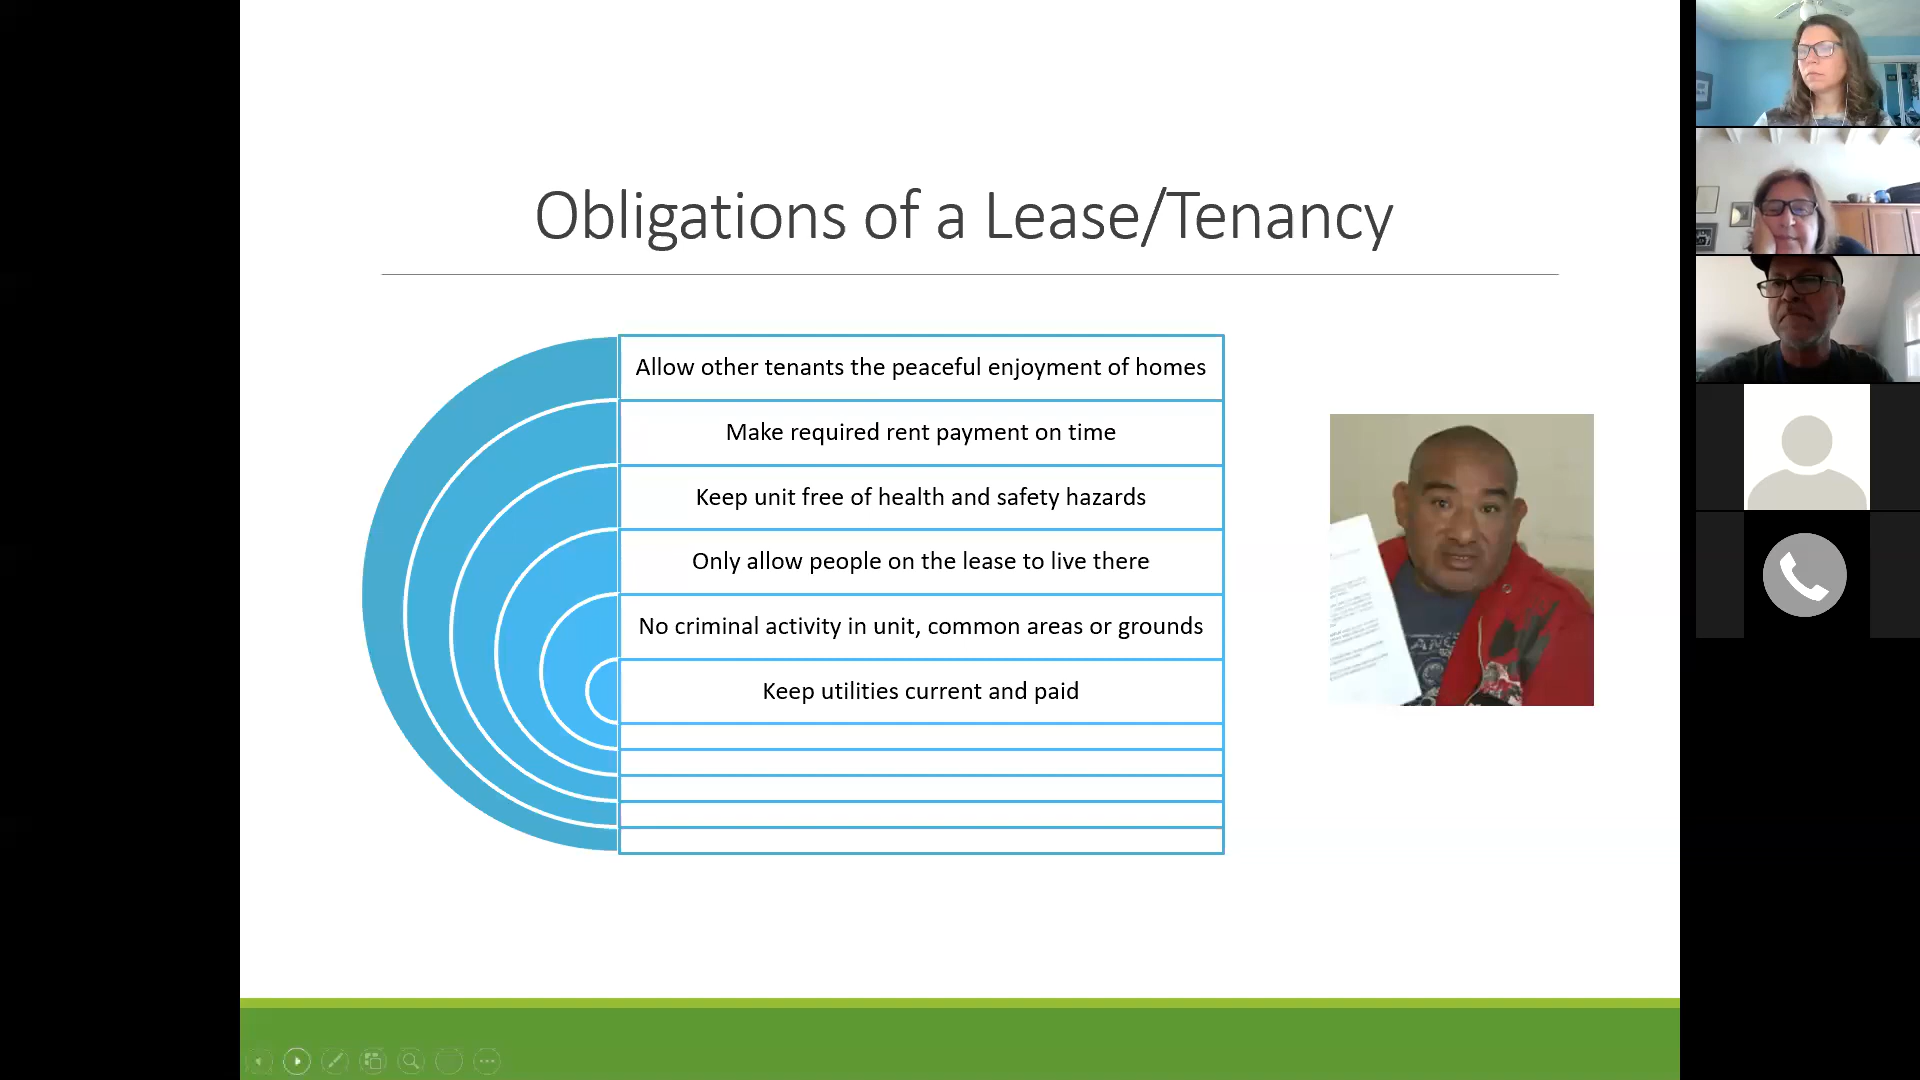 Obligations of a Lease/Tenancy
Allow other tenants the peaceful enjoyment of homes
Make required rent payment on time
Keep unit free of health and safety hazards
Only allow people on the lease to live there
No criminal activity in unit, common areas or grounds
Keep utilities current and paid